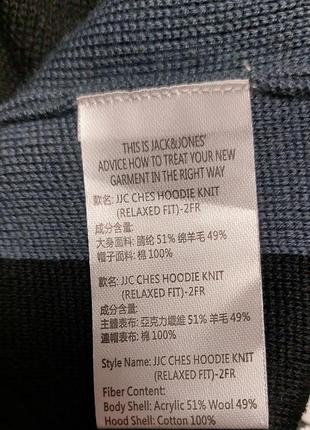 THIS IS JACK&JONES'
ADVICE HOW TO TREAT YOUR NEW
GARMENT IN THE RIGHT WAY
款名: JJC CHES HOODIE KNIT
(RELAXED FIT)-2FR
成分含量:
大身面料: 腈纶 51% 绵羊毛 49%
帽子面料: 棉 100%
款名: JJC CHES HOODIE KNIT
(RELAXED FIT)-2FR
成分含量:
主體表布: 亞克力纖維 51% 羊毛 49%
連帽表布: 棉 100%
Style Name: JJC CHES HOODIE KNIT
(RELAXED FIT)-2FR
Fiber Content:
Body Shell: Acrylic 51% Wool 49%
Hood Shell: Cotton 100%